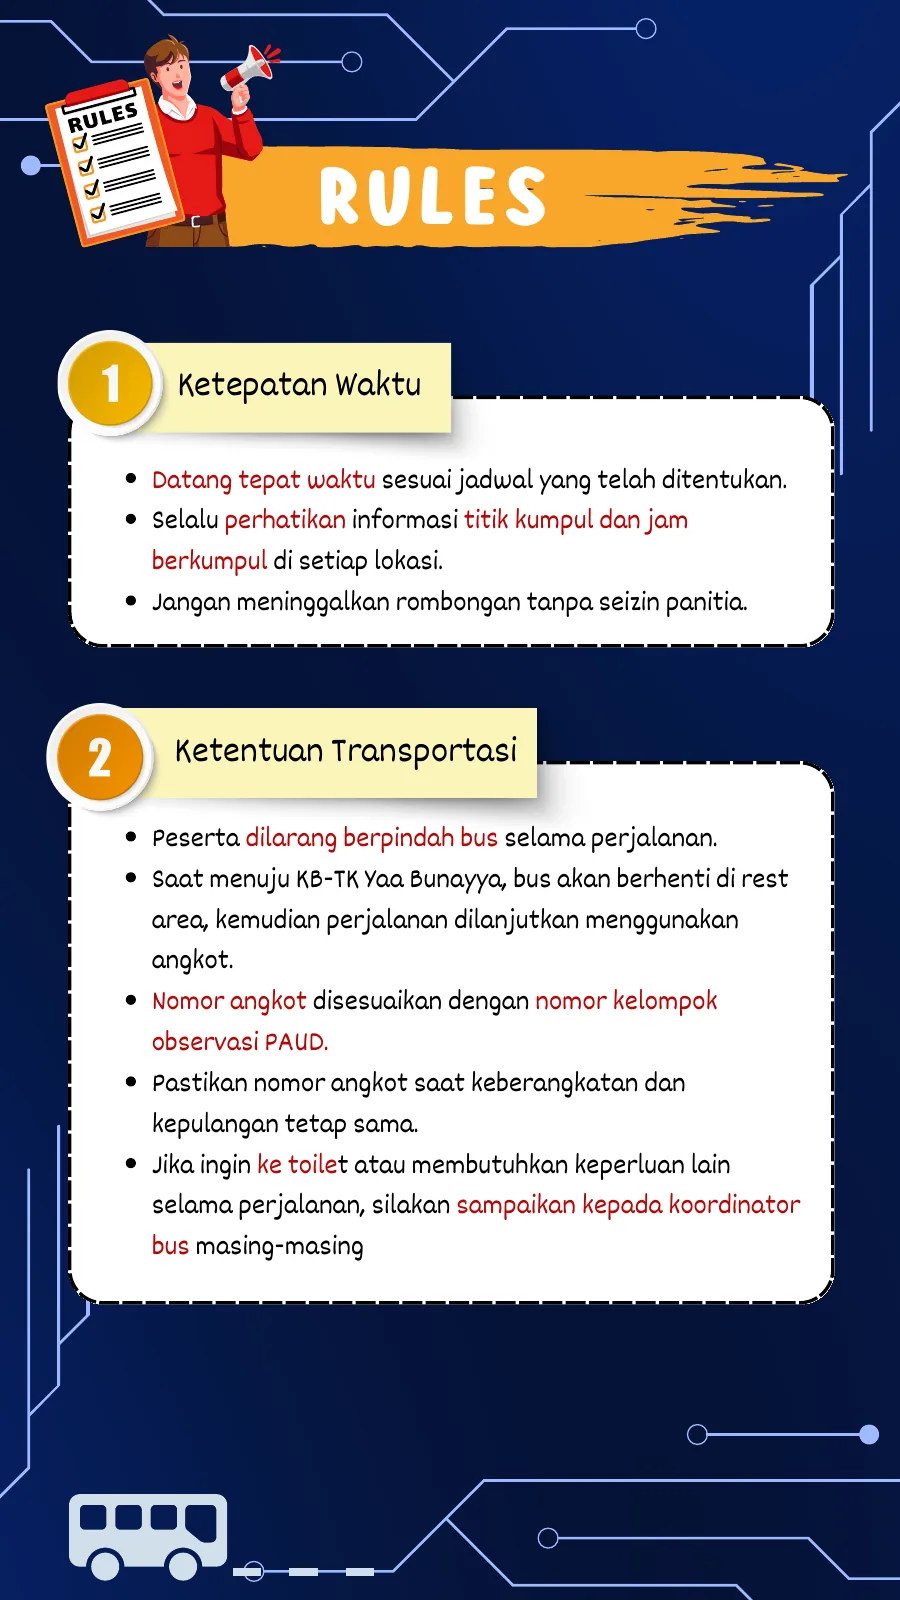 RULES
RULES
1
Ketepatan Waktu
• Datang tepat waktu sesuai jadwal yang telah ditentukan.
• Selalu perhatikan informasi titik kumpul dan jam
berkumpul di setiap lokasi.
• Jangan meninggalkan rombongan tanpa seizin panitia.
2
Ketentuan Transportasi
• Peserta dilarang berpindah bus selama perjalanan.
• Saat menuju KB-TK Yaa Bunayya, bus akan berhenti di rest
area, kemudian perjalanan dilanjutkan menggunakan
angkot.
• Nomor angkot disesuaikan dengan nomor kelompok
observasi PAUD.
• Pastikan nomor angkot saat keberangkatan dan
kepulangan tetap sama.
• Jika ingin ke toilet atau membutuhkan keperluan lain
selama perjalanan, silakan sampaikan kepada koordinator
bus masing-masing